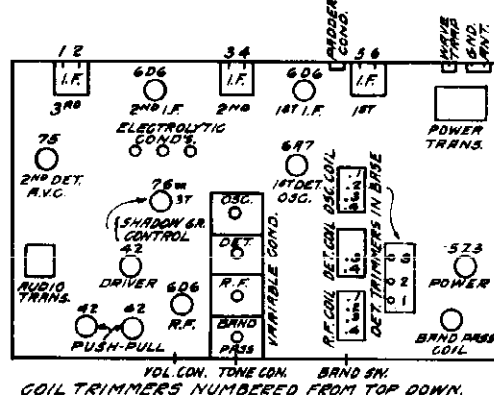 PADDER
COND.
WAVE
TRAP
GND.
ANT.
1 2
3 4
5 6
I.F.
3RD
6D6
2ND I.F.
I.F.
2ND
6D6
1ST I.F.
I.F.
1ST
POWER
TRANS.
ELECTROLYTIC
COND'S.
75
2ND DET.
A.V.C.
6A7
1ST DET.
OSC.
76
SHADOW GR.
CONTROL
OSC.
DET.
R.F.
BAND
PASS
VARIABLE COND.
OSC. COIL
DET. COIL
R.F. COIL
DET. TRIMMERS IN BASE
2
1
AUDIO
TRANS.
42
DRIVER
6D6
R.F.
42
42
PUSH-PULL
5Z3
POWER
BAND PASS
COIL
VOL. CON.
TONE CON.
BAND SW.
COIL TRIMMERS NUMBERED FROM TOP DOWN.